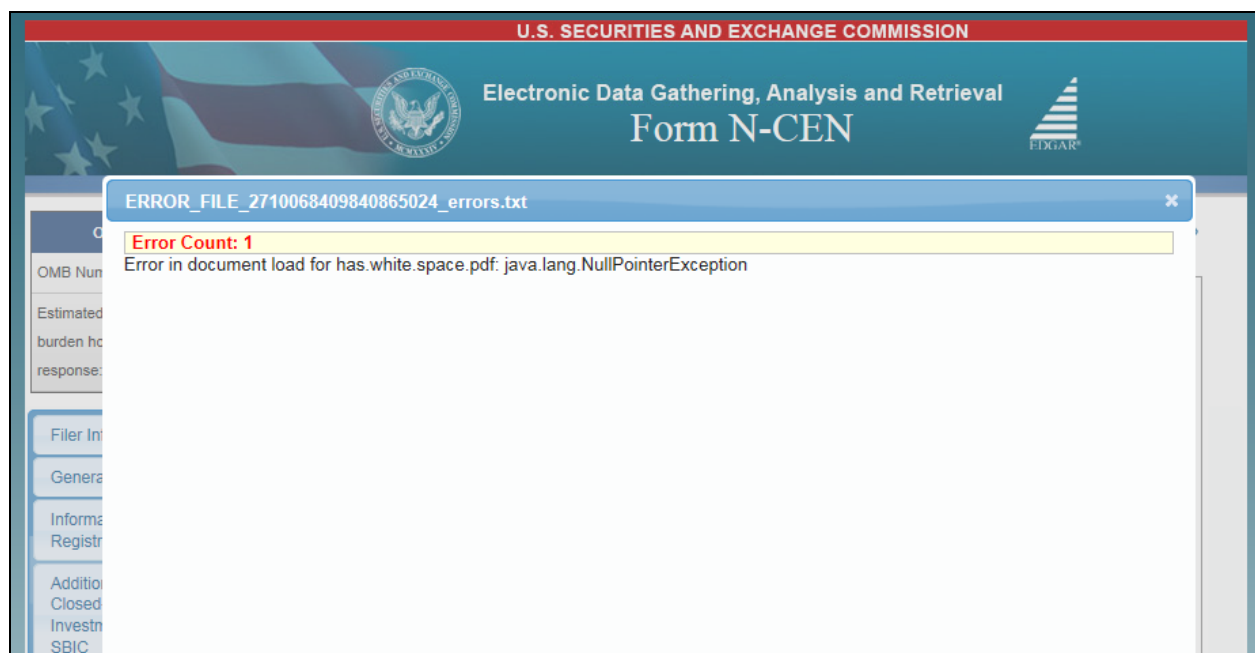 U.S. SECURITIES AND EXCHANGE COMMISSION
Electronic Data Gathering, Analysis and Retrieval
Form N-CEN
EDGAR®
ERROR_FILE_2710068409840865024_errors.txt
Error Count: 1
Error in document load for has.white.space.pdf: java.lang.NullPointerException
OMB Num
Estimated
burden ho
response:
Filer Inf
Genera
Informa
Registr
Additio
Closed
Investm
SBIC